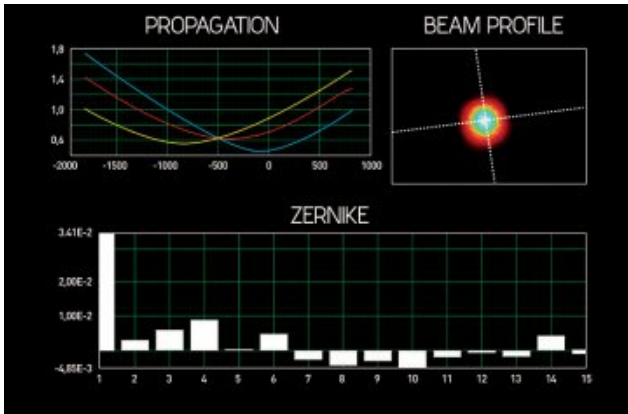 PROPAGATION
BEAM PROFILE
1,8
1,4
1,0
0,6
-2000 -1500 -1000 -500 0 500 1000
ZERNIKE
3.41E-2
2,00E-2
1,00E-2
-4,85E-3
1 2 3 4 5 6 7 8 9 10 11 12 13 14 15